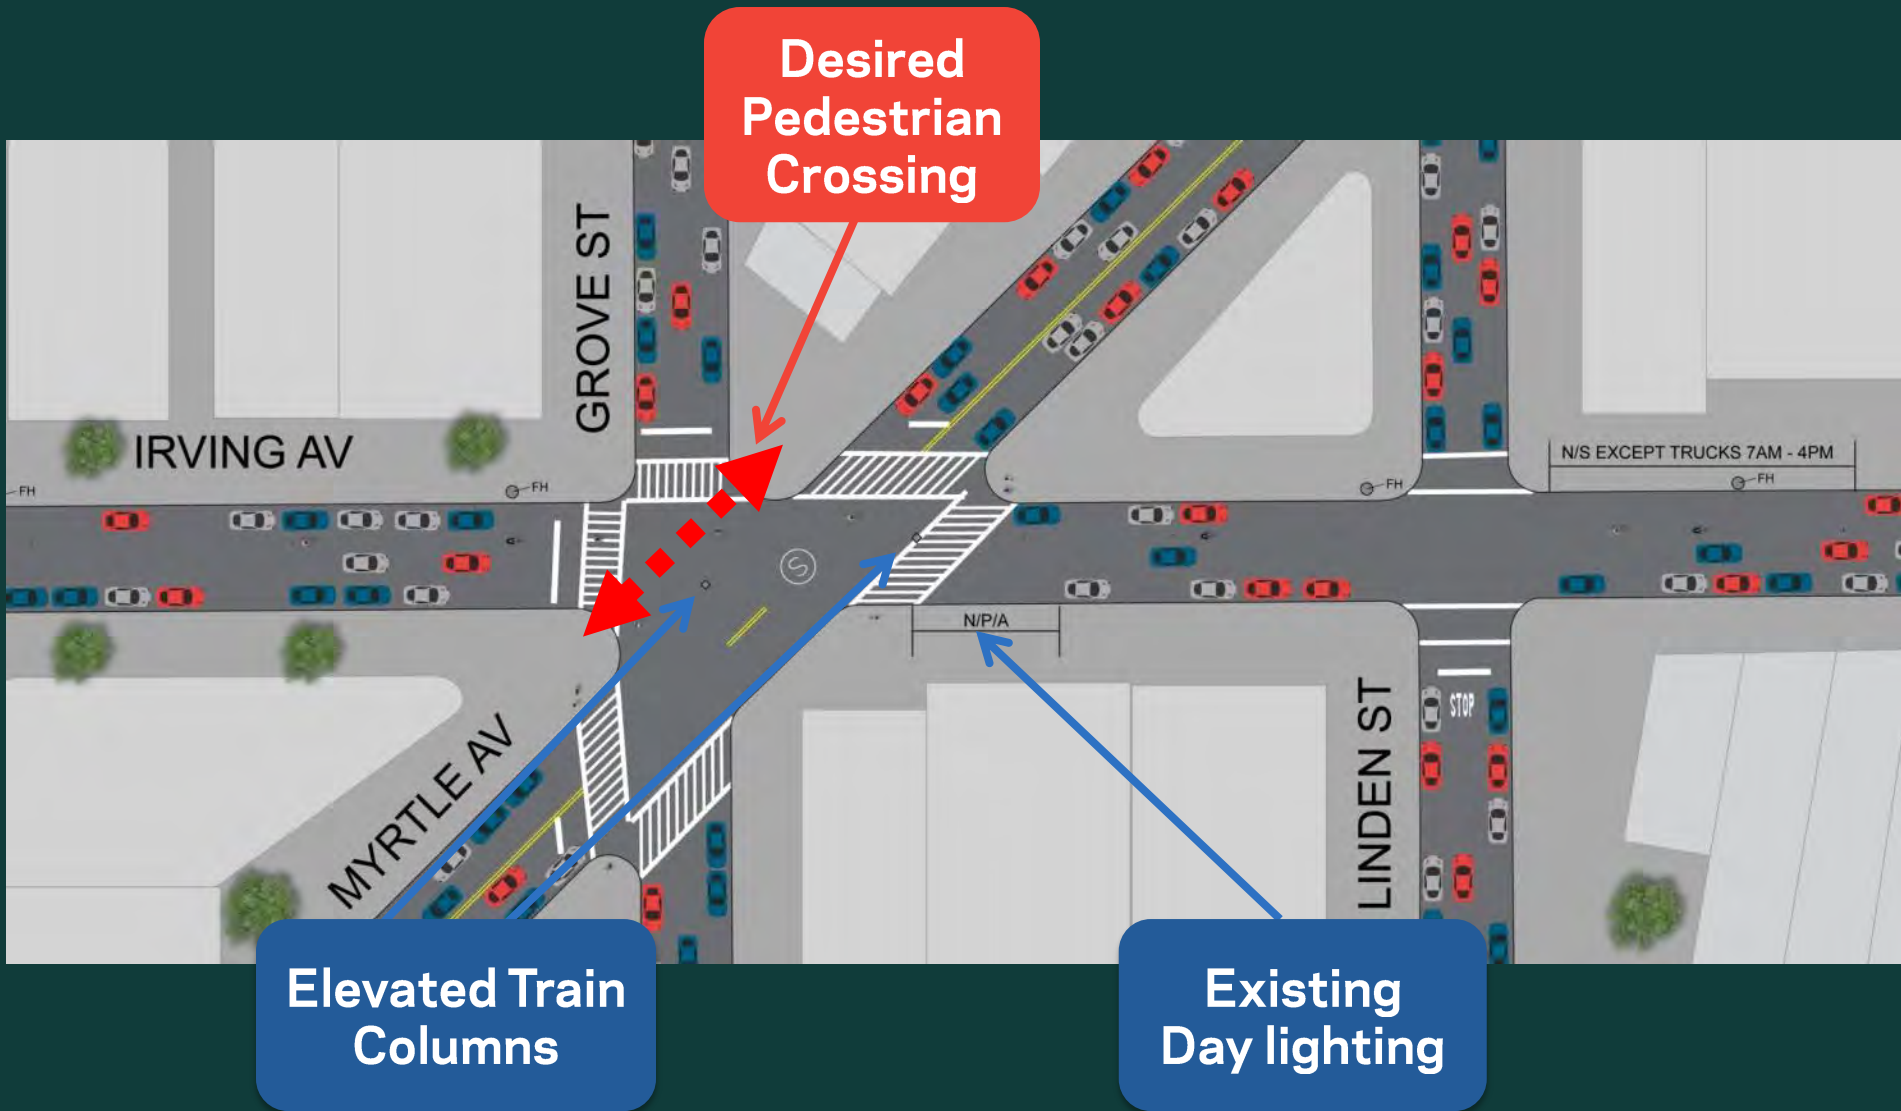 Desired
Pedestrian
Crossing
GROVE ST
IRVING AV
N/S EXCEPT TRUCKS 7AM - 4PM
FH
FH
FH
FH
S
N/P/A
MYRTLE AV
LINDEN ST
STOP
Elevated Train
Columns
Existing
Day lighting